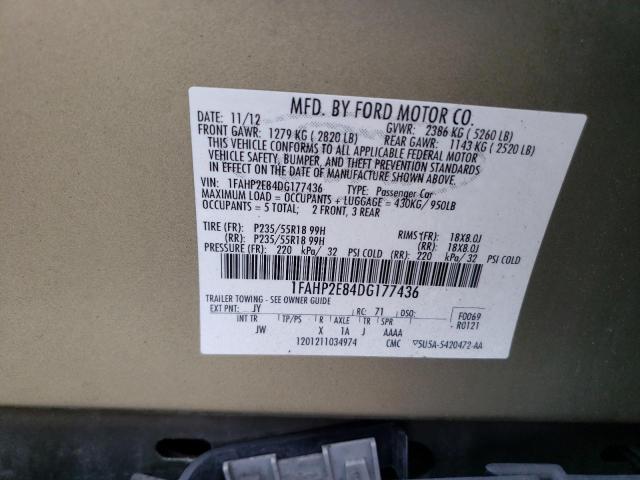 MFD. BY FORD MOTOR CO.
DATE: 11/12 GVWR: 2386 KG ( 5260 LB)
FRONT GAWR: 1279 KG ( 2820 LB) REAR GAWR: 1143 KG ( 2520 LB)
THIS VEHICLE CONFORMS TO ALL APPLICABLE FEDERAL MOTOR
VEHICLE SAFETY, BUMPER, AND THEFT PREVENTION STANDARDS
IN EFFECT ON THE DATE OF MANUFACTURE SHOWN ABOVE.
VIN: 1FAHP2E84DG177436 TYPE: Passenger Car
MAXIMUM LOAD = OCCUPANTS + LUGGAGE = 430KG/ 950LB
OCCUPANTS = 5 TOTAL; 2 FRONT, 3 REAR
TIRE (FR): P235/55R18 99H RIMS(FR): 18X8.0J
(RR): P235/55R18 99H (RR): 18X8.0J
PRESSURE (FR): 220 kPa/ 32 PSI COLD (RR): 220 kPa/ 32 PSI COLD
1FAHP2E84DG177436
TRAILER TOWING - SEE OWNER GUIDE
EXT PNT: JY RC: 71 DSO: F0069
INT TR TP/PS R AXLE TR SPR R0121
JW X 1A J AAAA
1201211034974 CMC 5U5A-5420472-AA